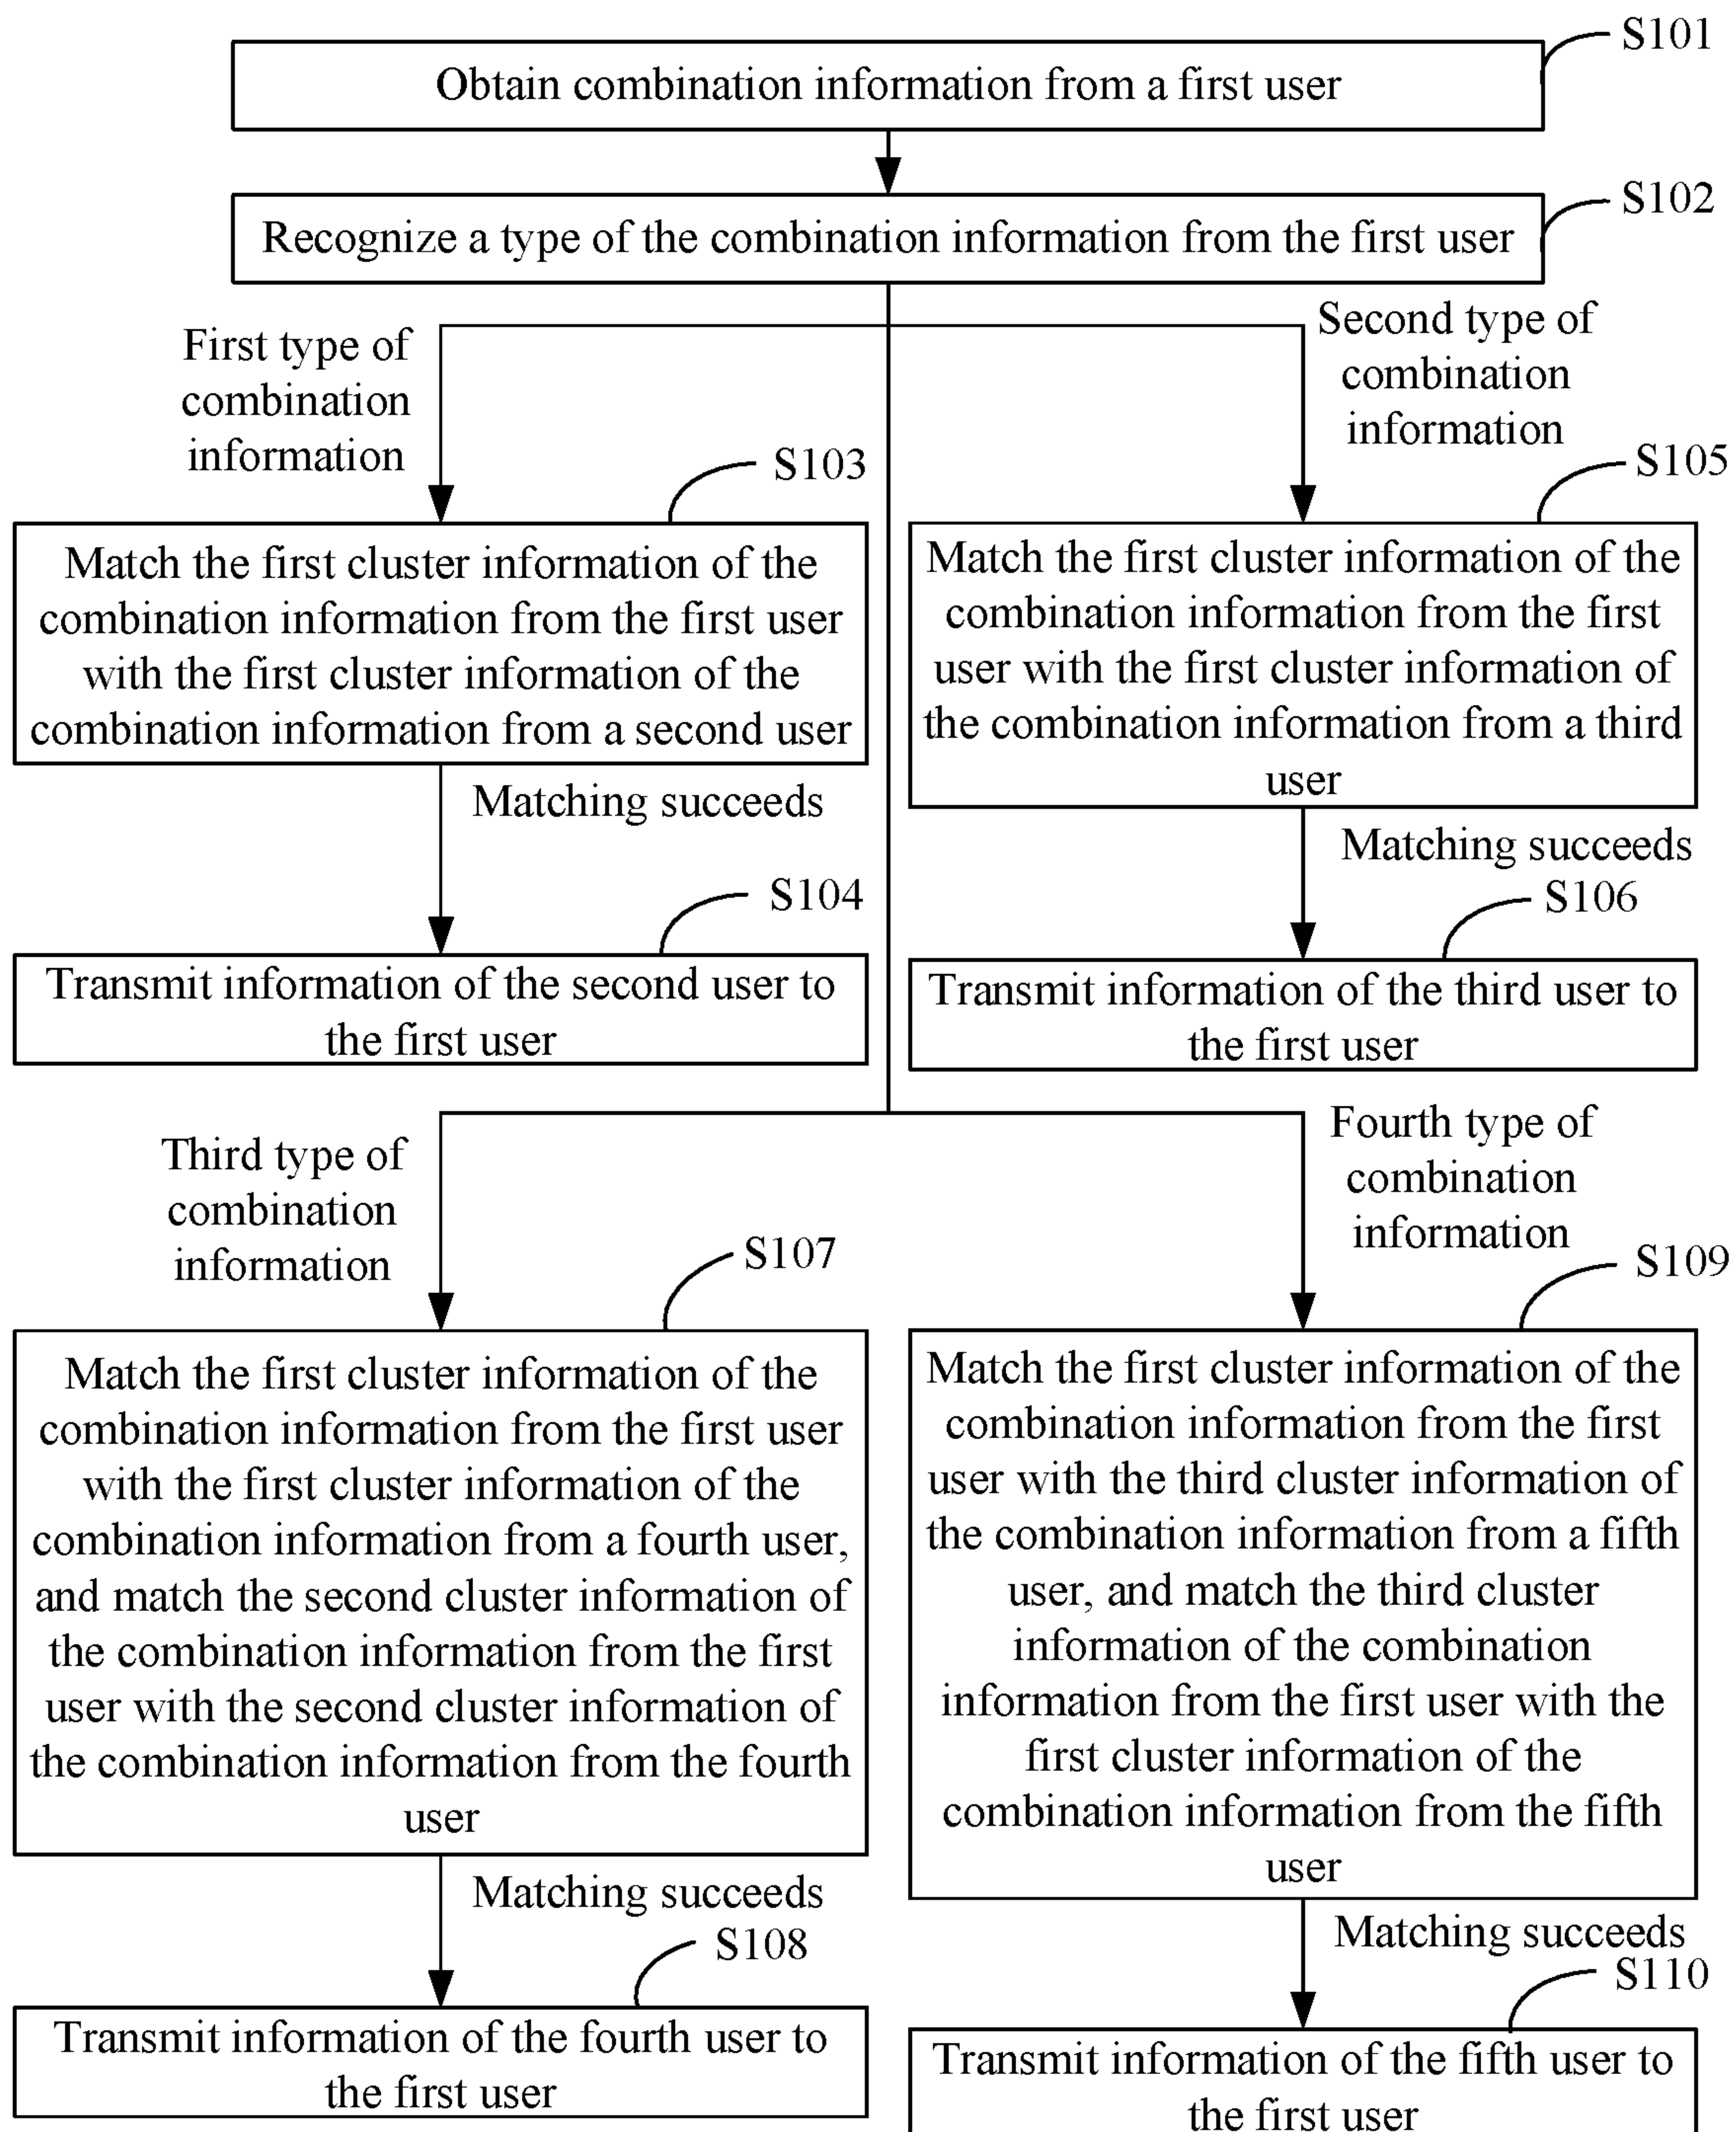 S101
Obtain combination information from a first user
S102
Recognize a type of the combination information from the first user
First type of
combination
information
Second type of
combination
information
S103
Match the first cluster information of the
combination information from the first user
with the first cluster information of the
combination information from a second user
S105
Match the first cluster information of the
combination information from the first
user with the first cluster information of
the combination information from a third
user
Matching succeeds
Matching succeeds
S104
Transmit information of the second user to
the first user
S106
Transmit information of the third user to
the first user
Third type of
combination
information
Fourth type of
combination
information
S107
Match the first cluster information of the
combination information from the first user
with the first cluster information of the
combination information from a fourth user,
and match the second cluster information of
the combination information from the first
user with the second cluster information of
the combination information from the fourth
user
S109
Match the first cluster information of the
combination information from the first
user with the third cluster information of
the combination information from a fifth
user, and match the third cluster
information of the combination
information from the first user with the
first cluster information of the
combination information from the fifth
user
Matching succeeds
S108
Transmit information of the fourth user to
the first user
Matching succeeds
S110
Transmit information of the fifth user to
the first user